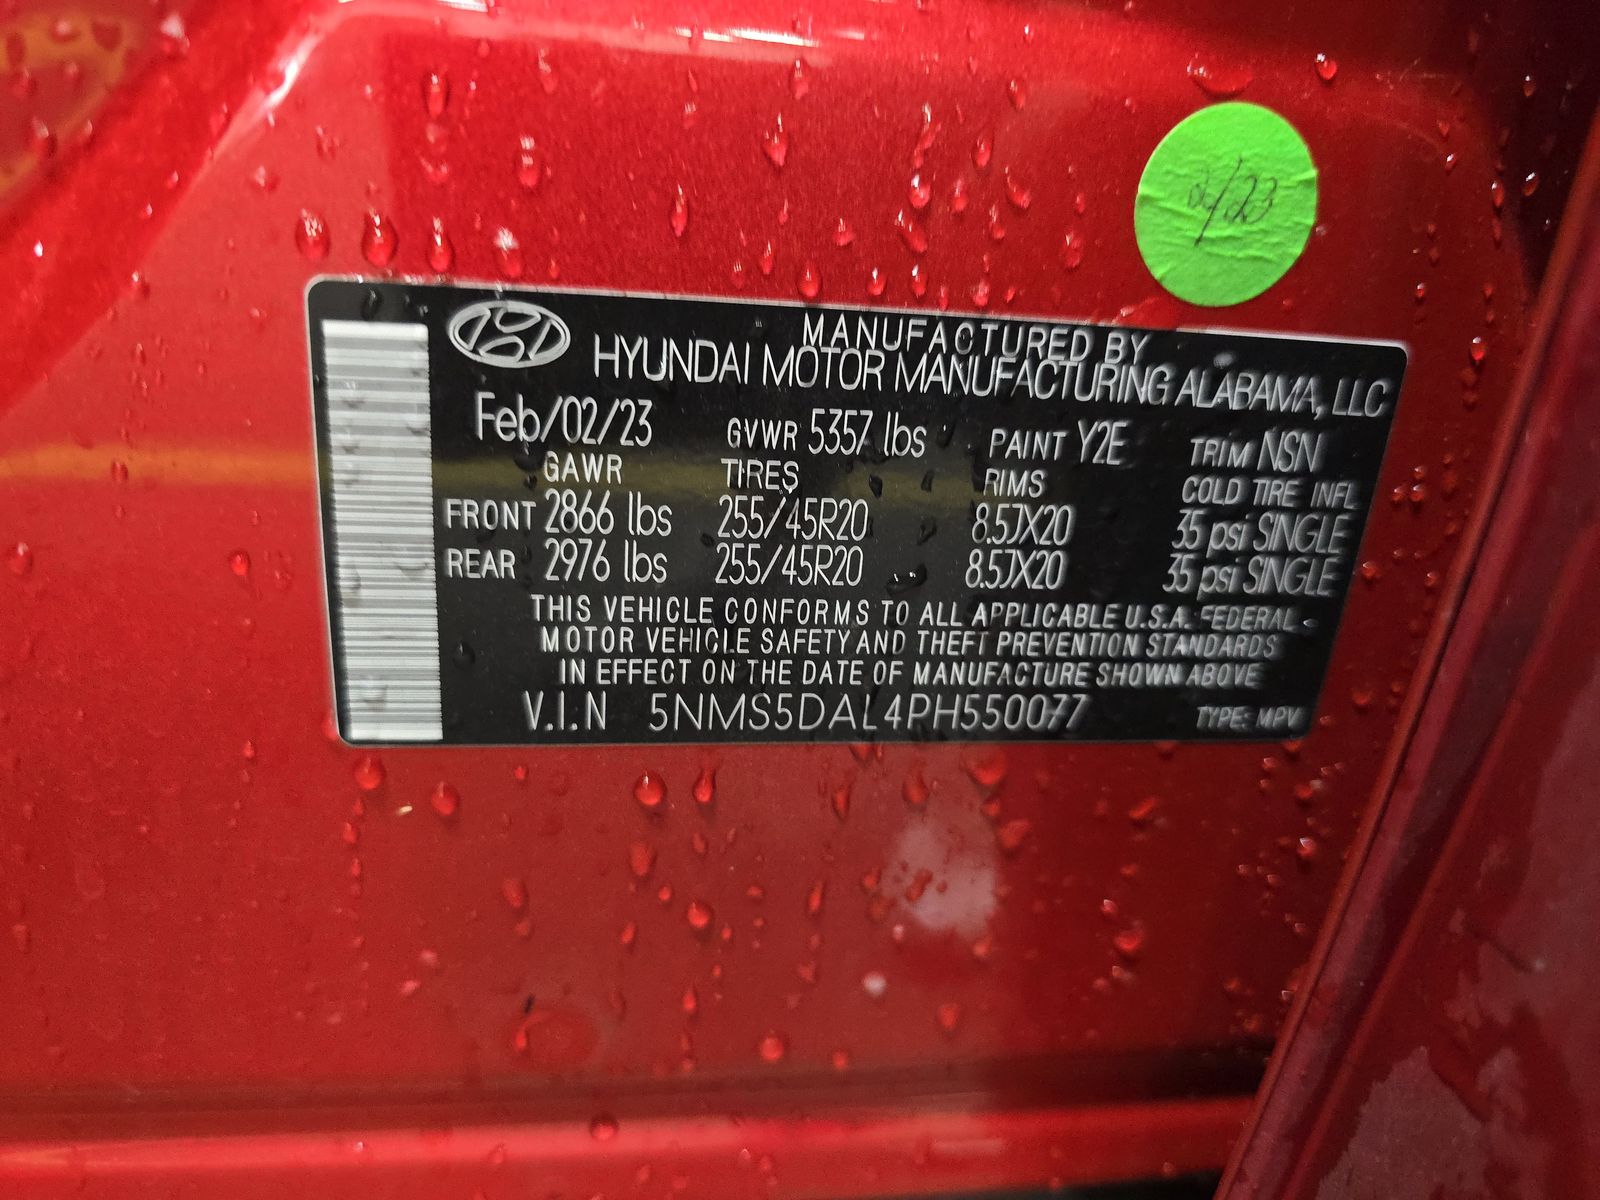 2/23
MANUFACTURED BY
HYUNDAI MOTOR MANUFACTURING ALABAMA, LLC
Feb/02/23 GVWR 5357 lbs PAINT Y2E TRIM NSN
GAWR TIRES RIMS COLD TIRE INFL
FRONT 2866 lbs 255/45R20 8.5JX20 35 psi SINGLE
REAR 2976 lbs 255/45R20 8.5JX20 35 psi SINGLE
THIS VEHICLE CONFORMS TO ALL APPLICABLE U.S.A. FEDERAL
MOTOR VEHICLE SAFETY AND THEFT PREVENTION STANDARDS
IN EFFECT ON THE DATE OF MANUFACTURE SHOWN ABOVE
V.I.N 5NMS5DAL4PH550077 TYPE: MPV